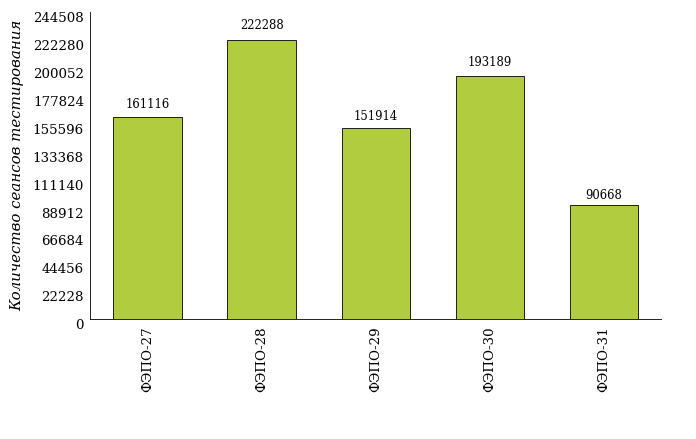 Количество сеансов тестирования
244508
222280
200052
177824
155596
133368
111140
88912
66684
44456
22228
0
161116
222288
151914
193189
90668
ФЭПО-27
ФЭПО-28
ФЭПО-29
ФЭПО-30
ФЭПО-31